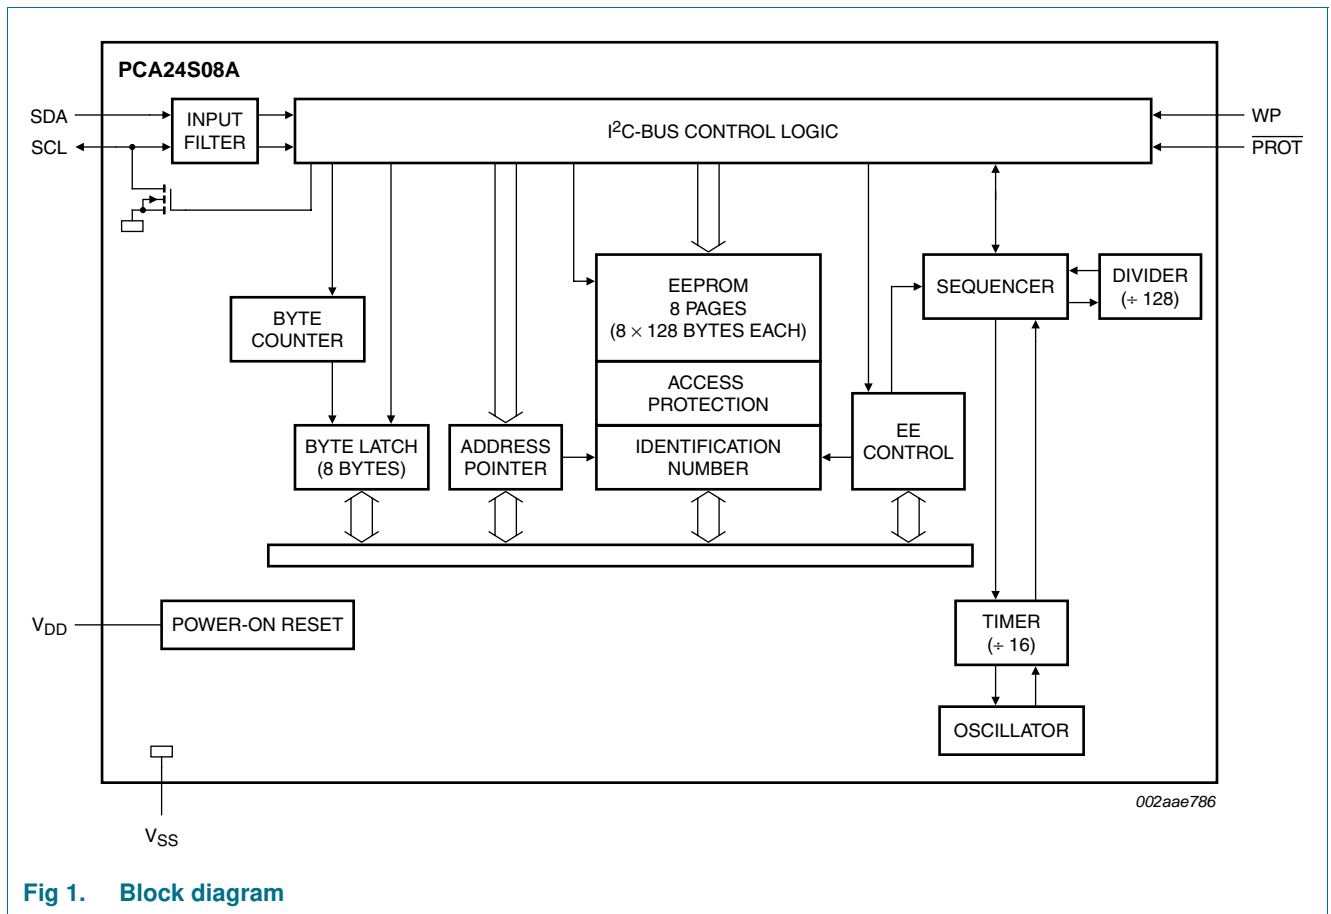 PCA24S08A
SDA
SCL
INPUT
FILTER
I²C-BUS CONTROL LOGIC
WP
PROT
EEPROM
8 PAGES
(8 × 128 BYTES EACH)
SEQUENCER
DIVIDER
(÷ 128)
BYTE
COUNTER
ACCESS
PROTECTION
BYTE LATCH
(8 BYTES)
ADDRESS
POINTER
IDENTIFICATION
NUMBER
EE
CONTROL
VDD
POWER-ON RESET
TIMER
(÷ 16)
OSCILLATOR
VSS
002aae786
Fig 1. Block diagram